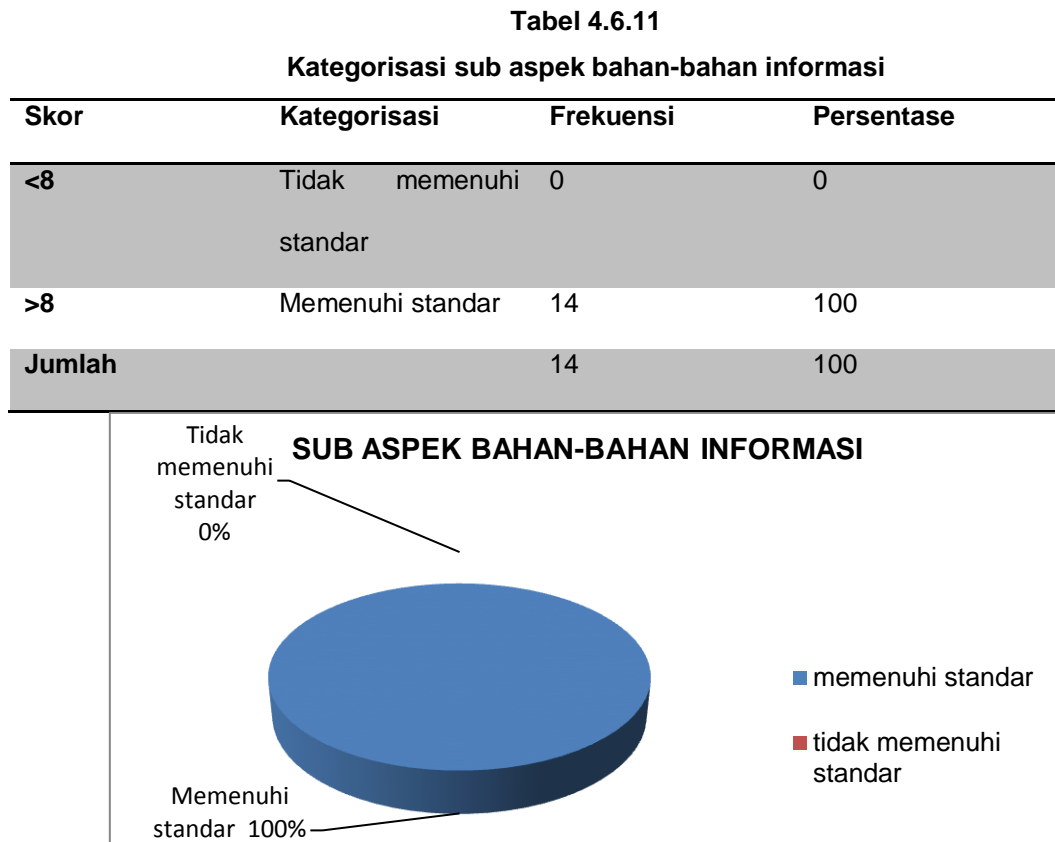 Tabel 4.6.11
Kategorisasi sub aspek bahan-bahan informasi
Skor Kategorisasi Frekuensi Persentase
<8 Tidak memenuhi 0 0
standar
>8 Memenuhi standar 14 100
Jumlah 14 100
SUB ASPEK BAHAN-BAHAN INFORMASI
Tidak
memenuhi
standar
0%
memenuhi standar
tidak memenuhi
standar
Memenuhi
standar 100%